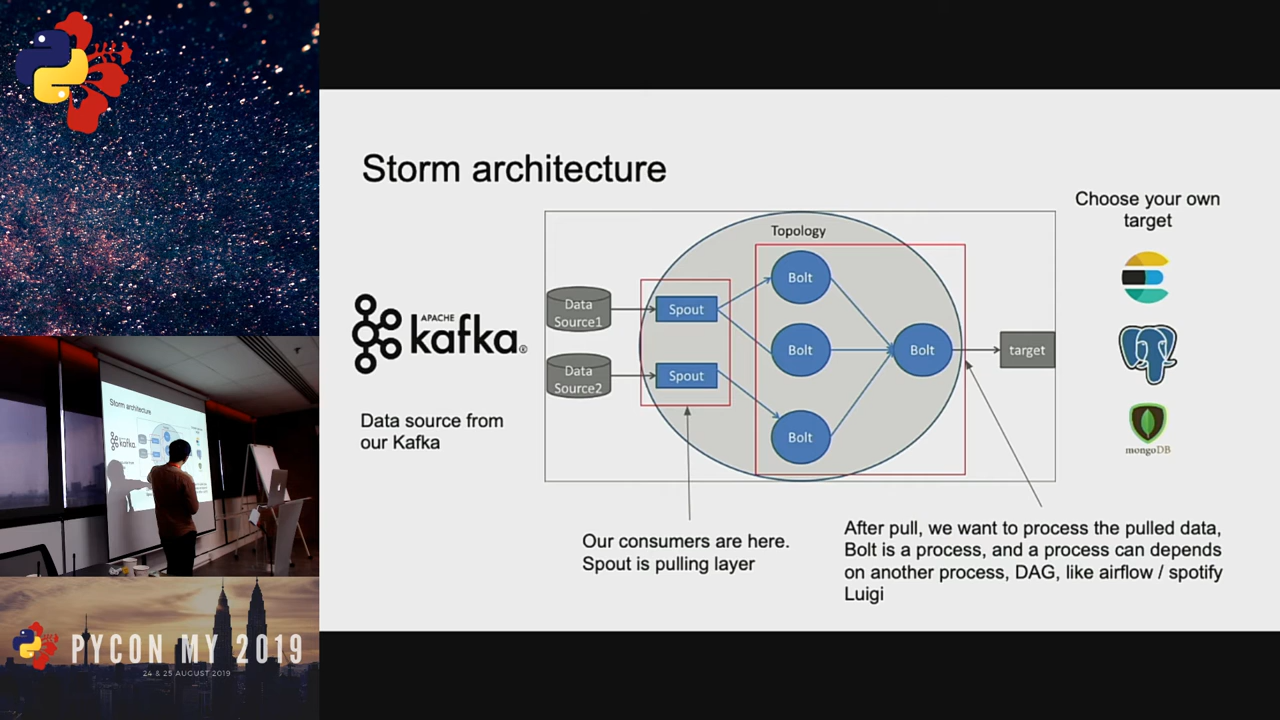 Storm architecture
Choose your own
target
Topology
Data
Source1
Data
Source2
Spout
Spout
Bolt
Bolt
Bolt
Bolt
target
APACHE
kafka®
Data source from
our Kafka
mongoDB
Our consumers are here.
Spout is pulling layer
After pull, we want to process the pulled data,
Bolt is a process, and a process can depends
on another process, DAG, like airflow / spotify
Luigi
Storm architecture
kafka
PYCON MY 2019
24 & 25 AUGUST 2019